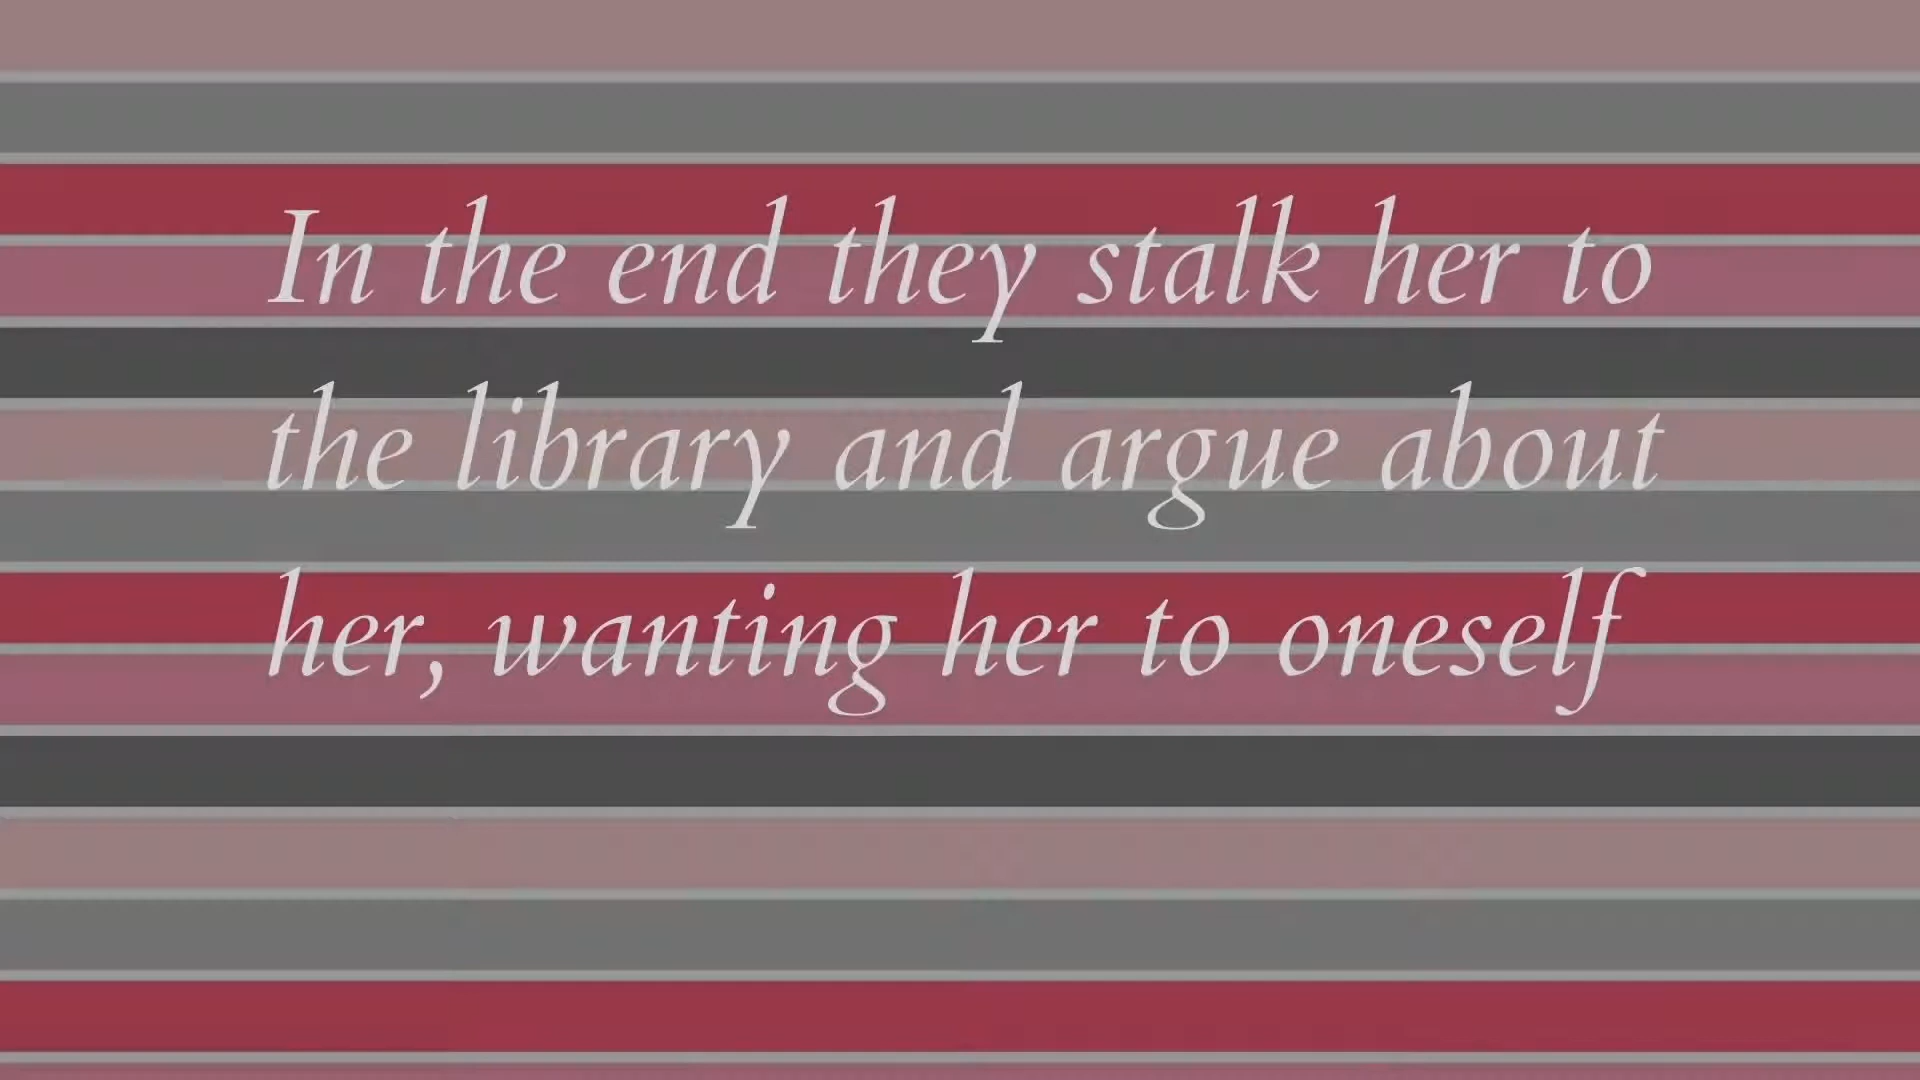 In the end they stalk her to
the library and argue about
her, wanting her to oneself